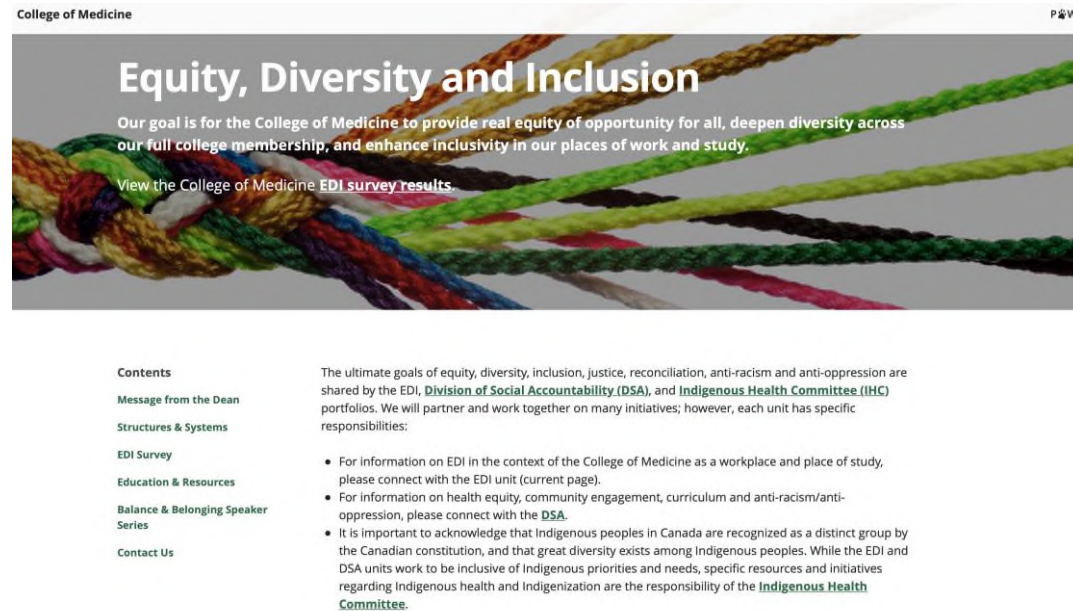 College of Medicine
Equity, Diversity and Inclusion
Our goal is for the College of Medicine to provide real equity of opportunity for all, deepen diversity across
our full college membership, and enhance inclusivity in our places of work and study.
View the College of Medicine EDI survey results.
Contents
Message from the Dean
Structures & Systems
EDI Survey
Education & Resources
Balance & Belonging Speaker
Series
Contact Us
The ultimate goals of equity, diversity, inclusion, justice, reconciliation, anti-racism and anti-oppression are
shared by the EDI, Division of Social Accountability (DSA), and Indigenous Health Committee (IHC)
portfolios. We will partner and work together on many initiatives; however, each unit has specific
responsibilities:
• For information on EDI in the context of the College of Medicine as a workplace and place of study,
please connect with the EDI unit (current page).
• For information on health equity, community engagement, curriculum and anti-racism/anti-
oppression, please connect with the DSA.
• It is important to acknowledge that Indigenous peoples in Canada are recognized as a distinct group by
the Canadian constitution, and that great diversity exists among Indigenous peoples. While the EDI and
DSA units work to be inclusive of Indigenous priorities and needs, specific resources and initiatives
regarding Indigenous health and Indigenization are the responsibility of the Indigenous Health
Committee.